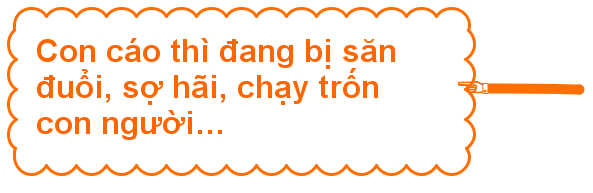 Con cáo thì đang bị săn
đuổi, sợ hãi, chạy trốn
con người...